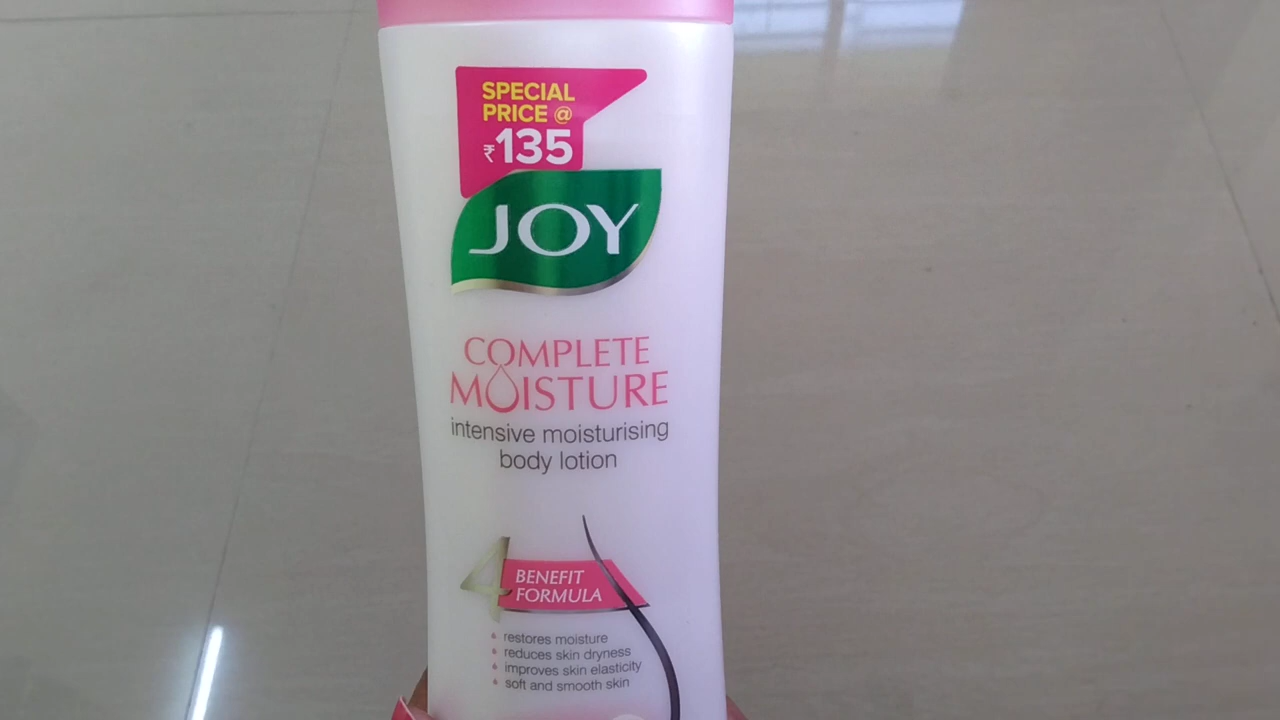 SPECIAL
PRICE @
₹135
JOY
COMPLETE
MOISTURE
intensive moisturising
body lotion
4 BENEFIT
FORMULA
restores moisture
reduces skin dryness
improves skin elasticity
soft and smooth skin